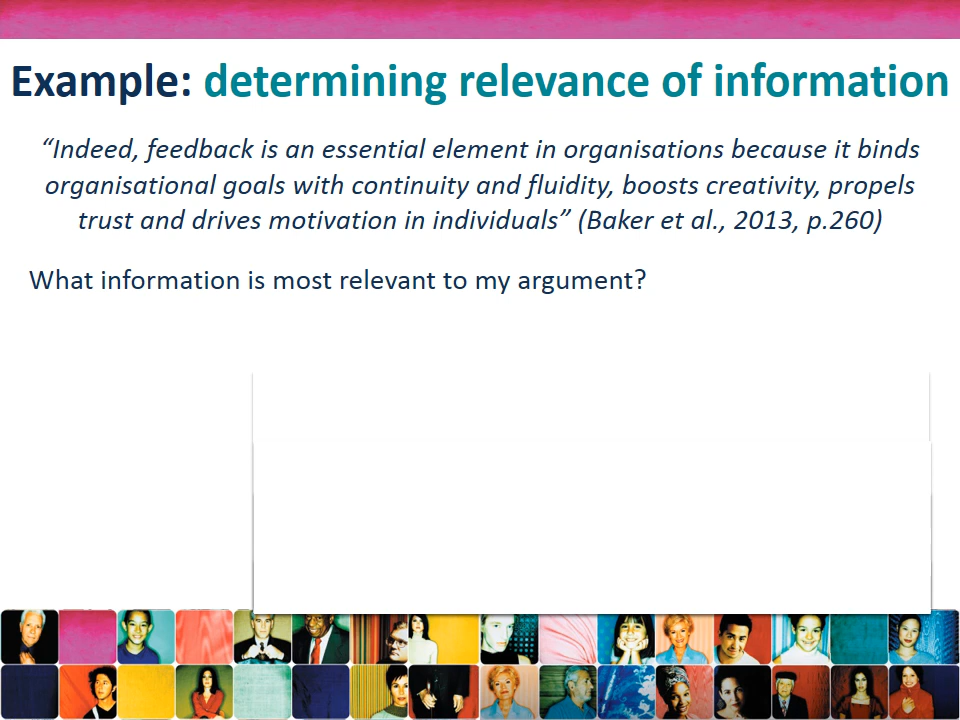 Example: determining relevance of information
“Indeed, feedback is an essential element in organisations because it binds
organisational goals with continuity and fluidity, boosts creativity, propels
trust and drives motivation in individuals” (Baker et al., 2013, p.260)
What information is most relevant to my argument?